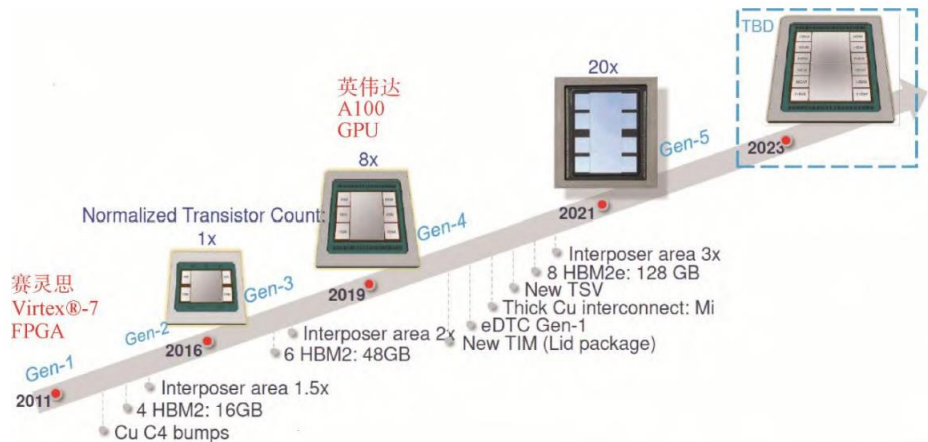 TBD
20x
英伟达
A100
GPU
8x
Normalized Transistor Count:
1x
赛灵思
Virtex®-7
FPGA
Gen-1
Gen-2
Gen-3
Gen-4
Gen-5
2011
2016
2019
2021
2023
Interposer area 1.5x
4 HBM2: 16GB
Cu C4 bumps
Interposer area 2x
6 HBM2: 48GB
Interposer area 3x
8 HBM2e: 128 GB
New TSV
Thick Cu interconnect: Mi
eDTC Gen-1
New TIM (Lid package)